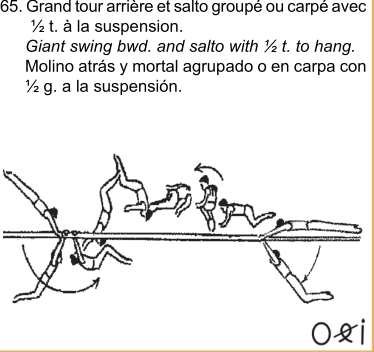 65. Grand tour arrière et salto groupé ou carpé avec
½ t. à la suspension.
Giant swing bwd. and salto with ½ t. to hang.
Molino atrás y mortal agrupado o en carpa con
½ g. a la suspensión.